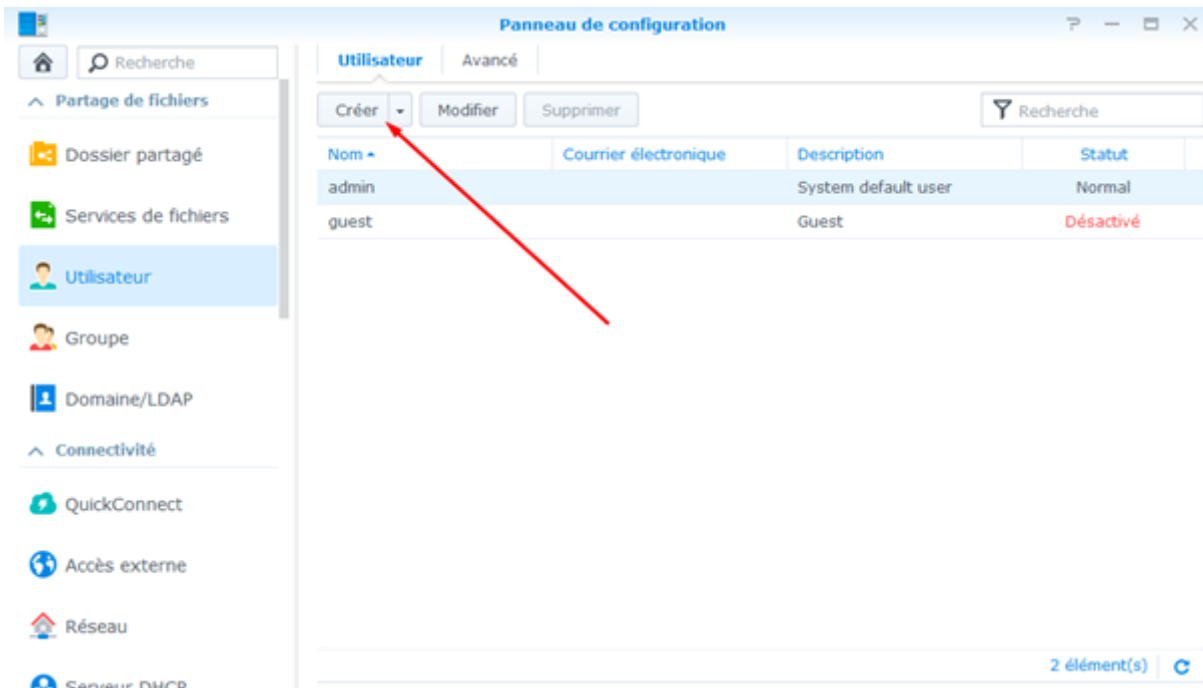 Panneau de configuration
Recherche
Utilisateur Avancé
Partage de fichiers
Créer Modifier Supprimer Recherche
Dossier partagé
Nom Courrier électronique Description Statut
admin System default user Normal
Services de fichiers
guest Guest Désactivé
Utilisateur
Groupe
Domaine/LDAP
Connectivité
QuickConnect
Accès externe
Réseau
2 élément(s)
Serveur DHCP